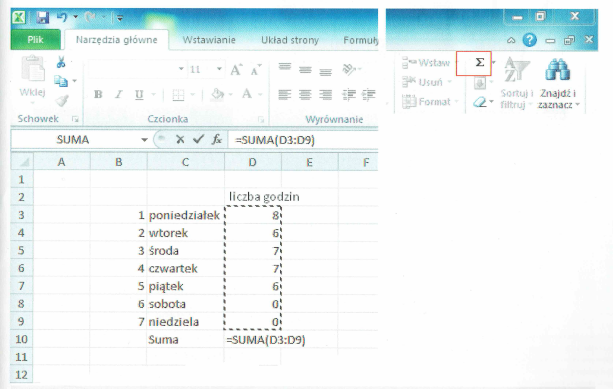 Plik Narzędzia główne Wstawianie Układ strony Formuły
Wklej
11 A A
B I U A
Schowek Czcionka Wyrównanie
Wstaw Σ
Usuń
Format
Sortuj i filtruj
Znajdź i zaznacz
SUMA fx =SUMA(D3:D9)
A B C D E F
1
2 liczba godzin
3 1 poniedziałek 8
4 2 wtorek 6
5 3 środa 7
6 4 czwartek 7
7 5 piątek 6
8 6 sobota 0
9 7 niedziela 0
10 Suma =SUMA(D3:D9)
11
12